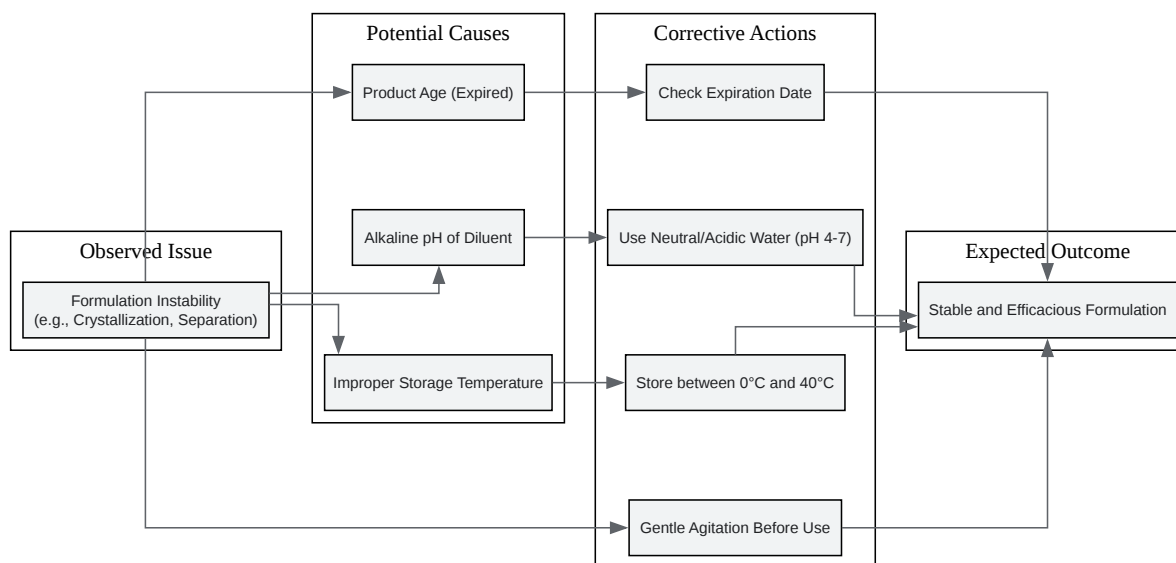 Potential Causes
Corrective Actions
Product Age (Expired)
Check Expiration Date
Alkaline pH of Diluent
Use Neutral/Acidic Water (pH 4-7)
Observed Issue
Expected Outcome
Formulation Instability
(e.g., Crystallization, Separation)
Stable and Efficacious Formulation
Improper Storage Temperature
Store between 0°C and 40°C
Gentle Agitation Before Use